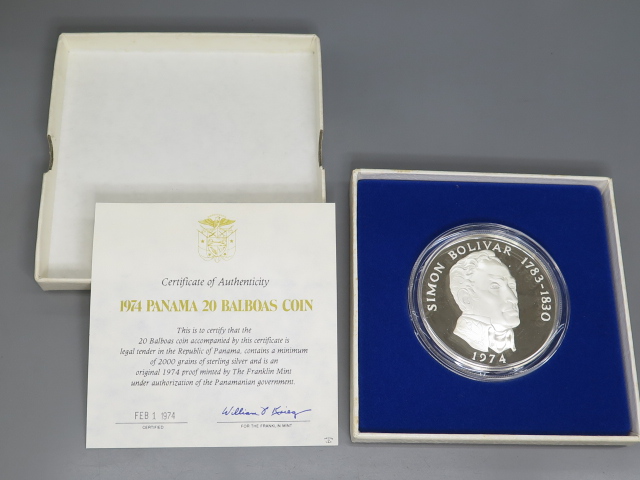 Certificate of Authenticity
1974 PANAMA 20 BALBOAS COIN
This is to certify that the
20 Balboas coin accompanied by this certificate is
legal tender in the Republic of Panama, contains a minimum
of 2000 grains of sterling silver and is an
original 1974 proof minted by The Franklin Mint
under authorization of the Panamanian government.
FEB 1 1974
CERTIFIED
FOR THE FRANKLIN MINT
SIMON BOLIVAR 1783-1830
1974